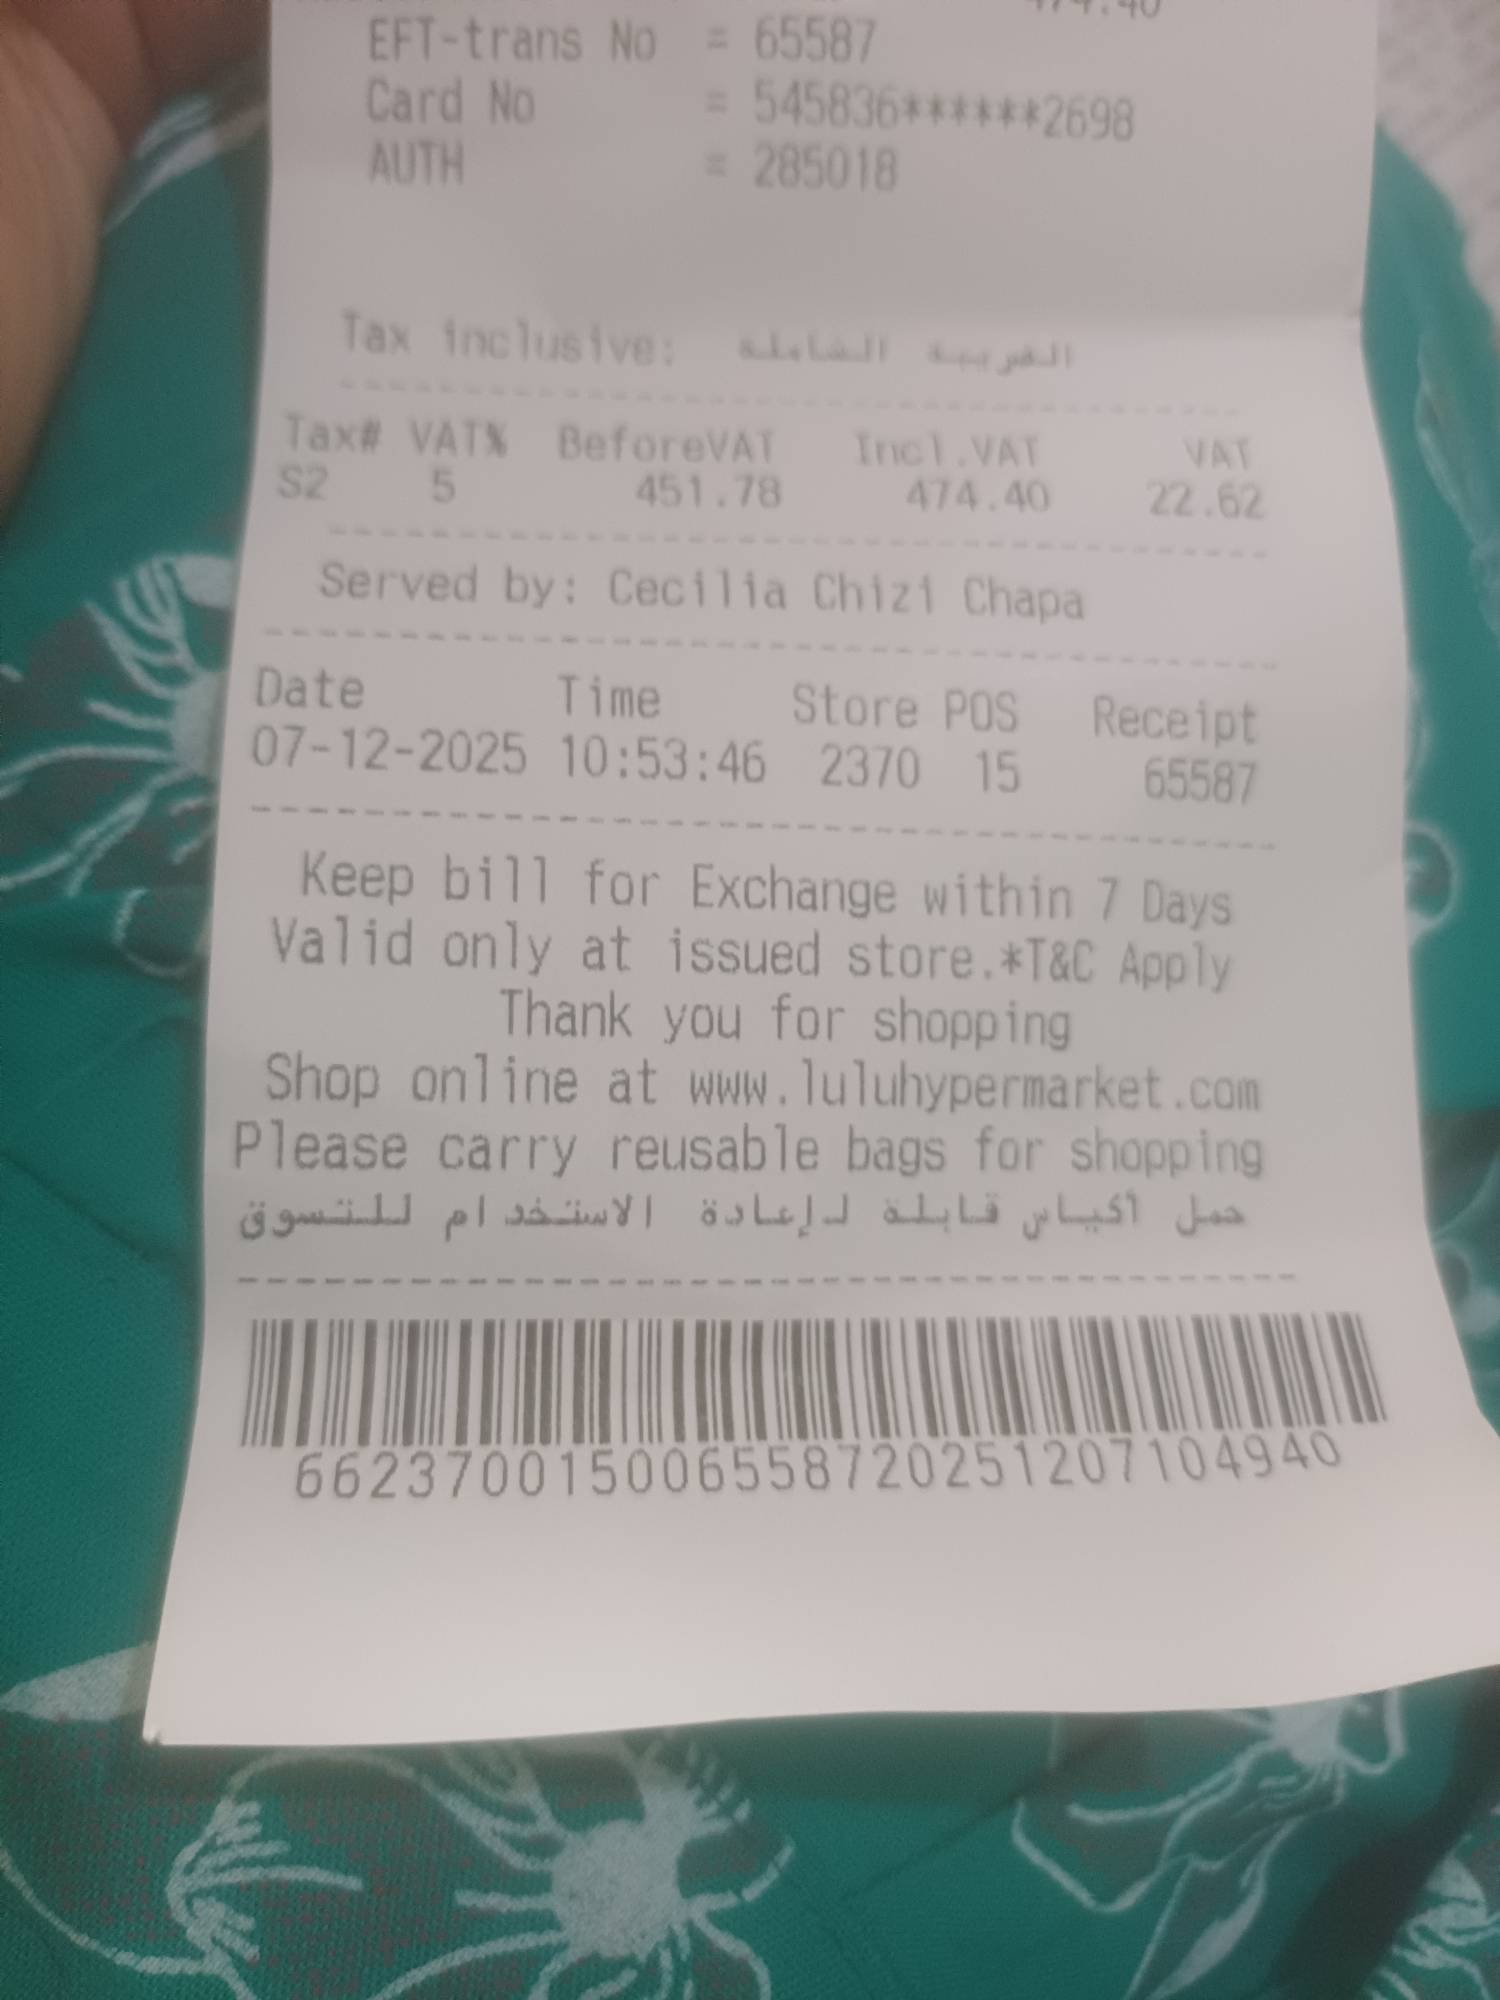 474.40
EFT-trans No = 65587
Card No = 545836******2698
AUTH = 285018
Tax inclusive: الضريبة الشاملة
Tax# VAT% BeforeVAT Incl.VAT VAT
S2 5 451.78 474.40 22.62
Served by: Cecilia Chizi Chapa
Date Time Store POS Receipt
07-12-2025 10:53:46 2370 15 65587
Keep bill for Exchange within 7 Days
Valid only at issued store.*T&C Apply
Thank you for shopping
Shop online at www.luluhypermarket.com
Please carry reusable bags for shopping
حمل أكياس قابلة لإعادة الاستخدام للتسوق
662370015006558720251207104940